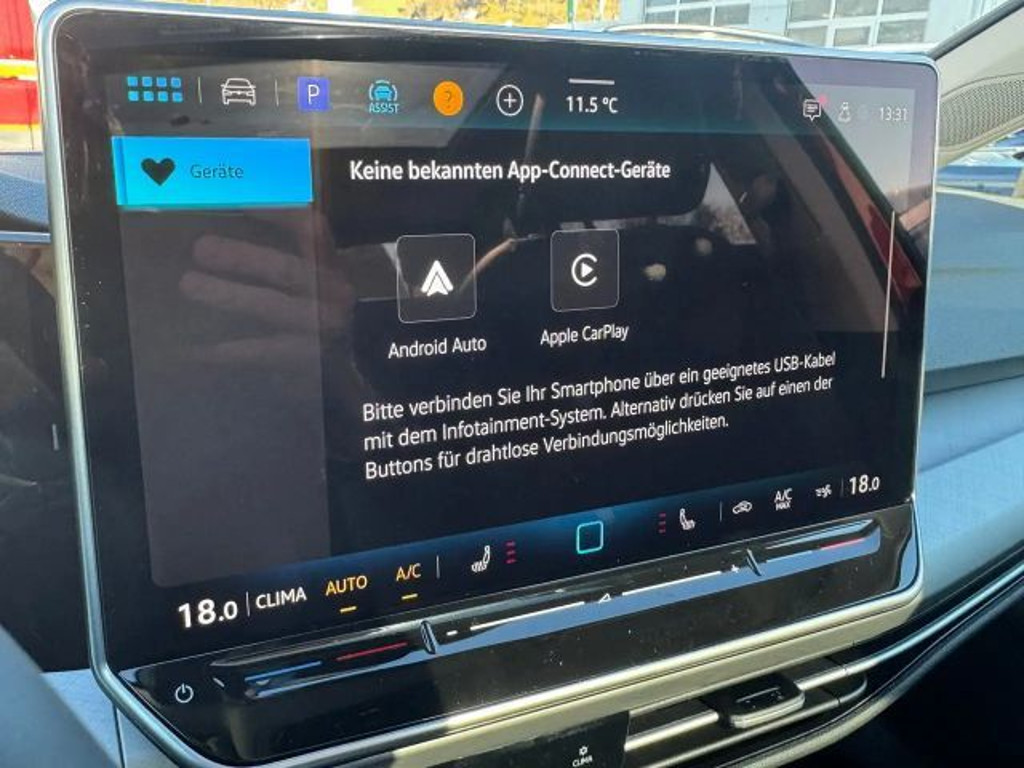 P
ASSIST
?
11.5 °C
13:31
Geräte
Keine bekannten App-Connect-Geräte
Android Auto
Apple CarPlay
Bitte verbinden Sie Ihr Smartphone über ein geeignetes USB-Kabel
mit dem Infotainment-System. Alternativ drücken Sie auf einen der
Buttons für drahtlose Verbindungsmöglichkeiten.
18.0 CLIMA AUTO A/C
A/C
MAX
18.0
CLIMA